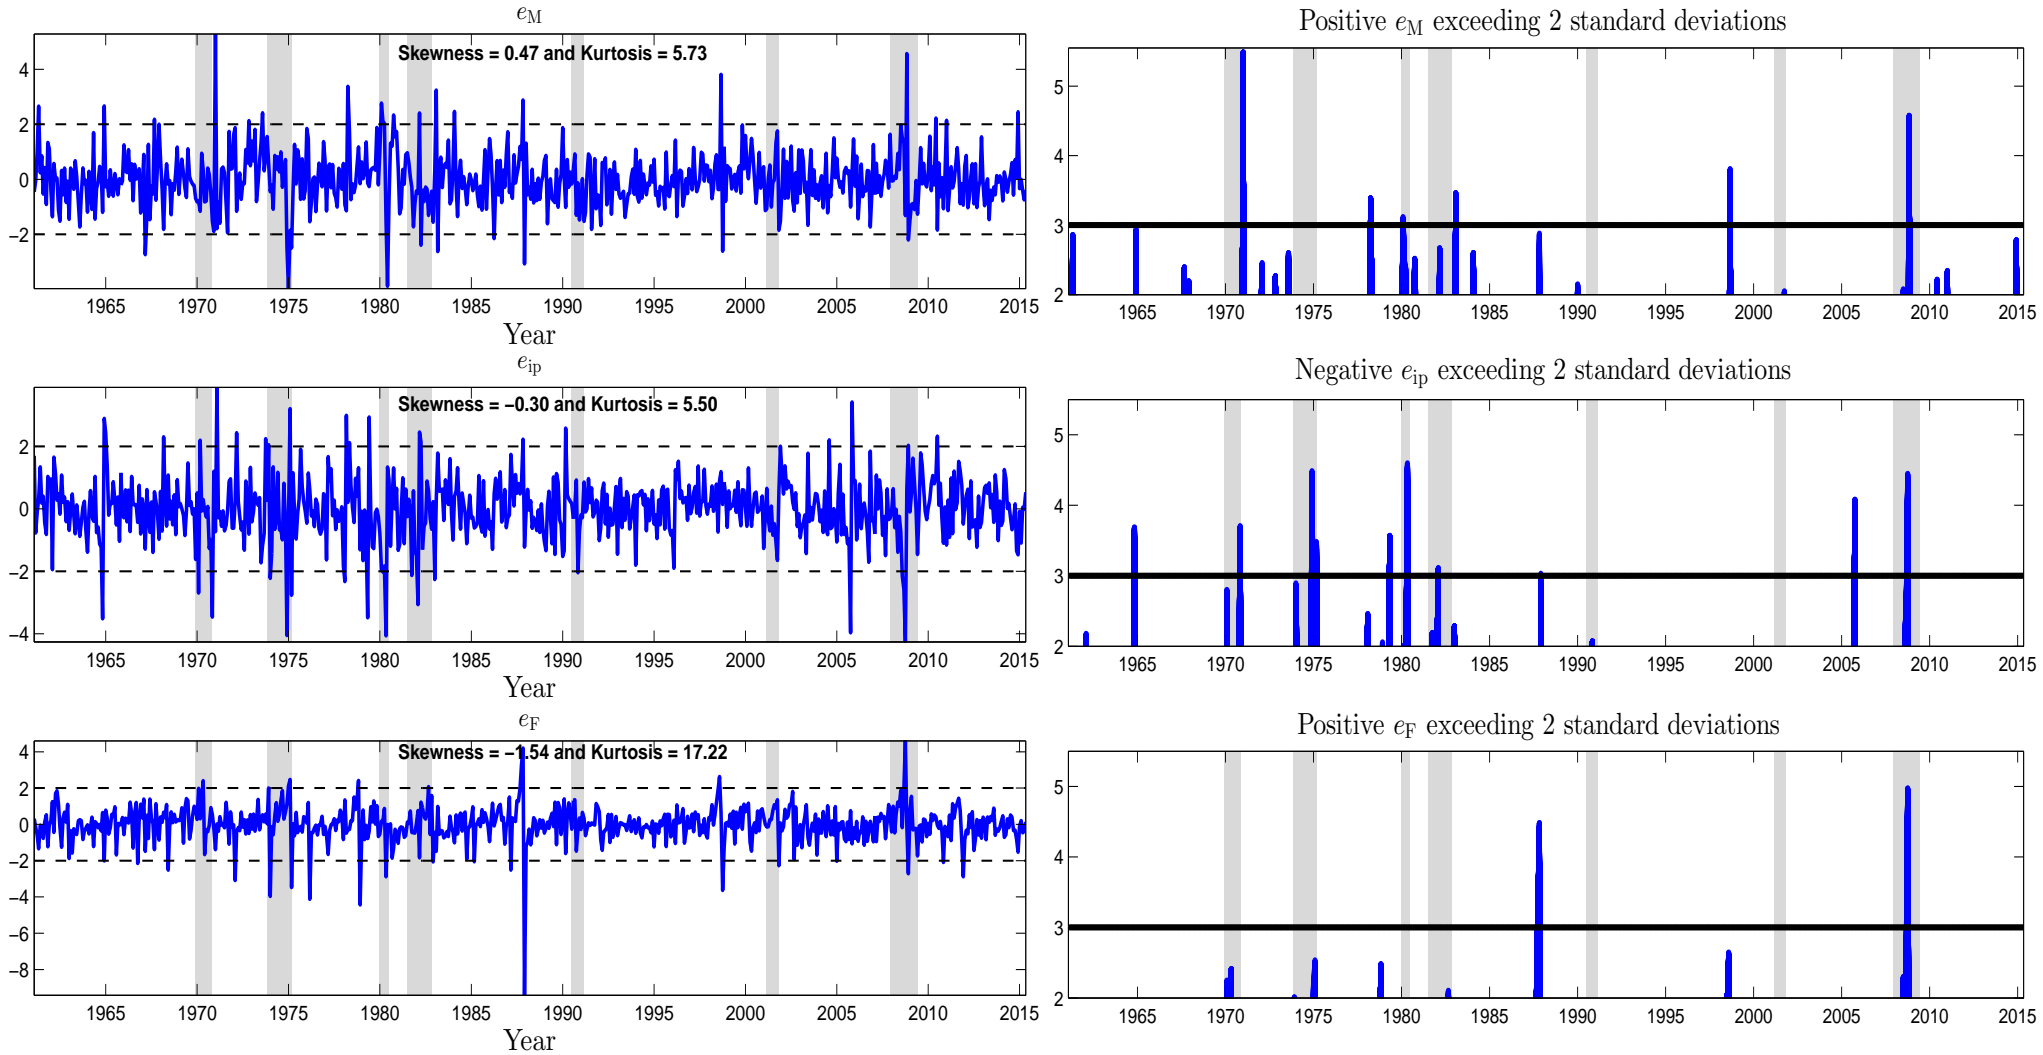 e_M
Skewness = 0.47 and Kurtosis = 5.73
4
2
0
−2
1965 1970 1975 1980 1985 1990 1995 2000 2005 2010 2015
Year
Positive e_M exceeding 2 standard deviations
5
4
3
2
1965 1970 1975 1980 1985 1990 1995 2000 2005 2010 2015
e_ip
Skewness = −0.30 and Kurtosis = 5.50
2
0
−2
−4
1965 1970 1975 1980 1985 1990 1995 2000 2005 2010 2015
Year
Negative e_ip exceeding 2 standard deviations
5
4
3
2
1965 1970 1975 1980 1985 1990 1995 2000 2005 2010 2015
e_F
Skewness = −1.54 and Kurtosis = 17.22
4
2
0
−2
−4
−6
−8
1965 1970 1975 1980 1985 1990 1995 2000 2005 2010 2015
Year
Positive e_F exceeding 2 standard deviations
5
4
3
2
1965 1970 1975 1980 1985 1990 1995 2000 2005 2010 2015